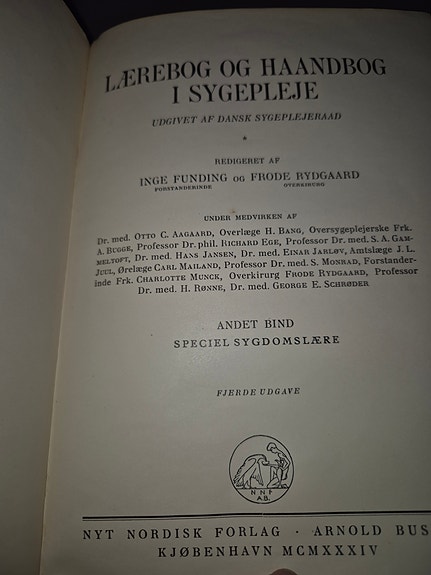 LÆREBOG OG HAANDBOG
I SYGEPLEJE
UDGIVET AF DANSK SYGEPLEJERAAD
*
REDIGERET AF
INGE FUNDING OG FRODE RYDGAARD
FORSTANDERINDE OVERKIRURG
UNDER MEDVIRKEN AF
Dr. med. OTTO C. AAGAARD, Overlæge H. BANG, Oversygeplejerske Frk.
A. BUGGE, Professor Dr. phil. RICHARD EGE, Professor Dr. med. S. A. GAM-
MELTOFT, Dr. med. HANS JANSEN, Dr. med. EINAR JARLØV, Amtslæge J. L.
JUUL, Ørelæge CARL MAILAND, Professor Dr. med. S. MONRAD, Forstander-
inde Frk. CHARLOTTE MUNCK, Overkirurg FRODE RYDGAARD, Professor
Dr. med. H. RØNNE, Dr. med. GEORGE E. SCHRØDER
ANDET BIND
SPECIEL SYGDOMSLÆRE
FJERDE UDGAVE
NNF
A.B.
NYT NORDISK FORLAG · ARNOLD BUS
KJØBENHAVN MCMXXXIV